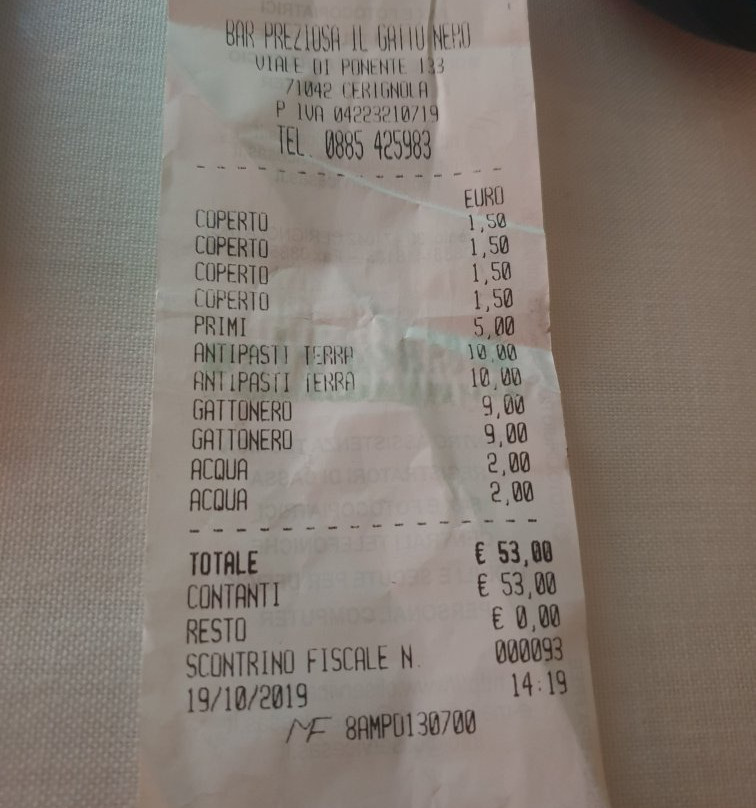 BAR PREZIOSA IL GATTO NERO
VIALE DI PONENTE 133
71042 CERIGNOLA
P IVA 04223210719
TEL. 0885 425983
EURO
COPERTO 1,50
COPERTO 1,50
COPERTO 1,50
COPERTO 1,50
PRIMI 5,00
ANTIPASTI TERRA 10,00
ANTIPASTI TERRA 10,00
GATTONERO 9,00
GATTONERO 9,00
ACQUA 2,00
ACQUA 2,00
TOTALE € 53,00
CONTANTI € 53,00
RESTO € 0,00
SCONTRINO FISCALE N. 000093
19/10/2019 14:19
MF 8AMPD130700